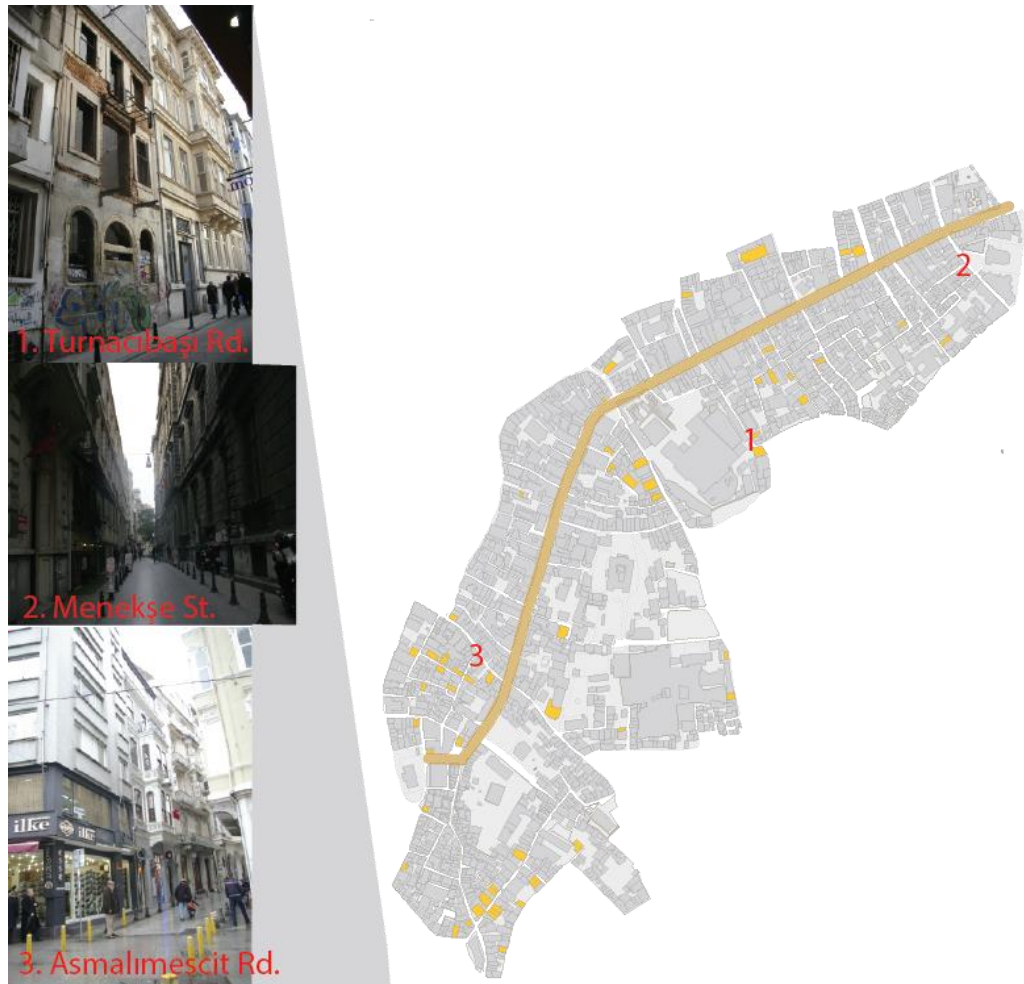 1. Turnacıbaşı Rd.
2. Menekşe St.
ilke
ilke
3. Asmalımescit Rd.
2
1
3